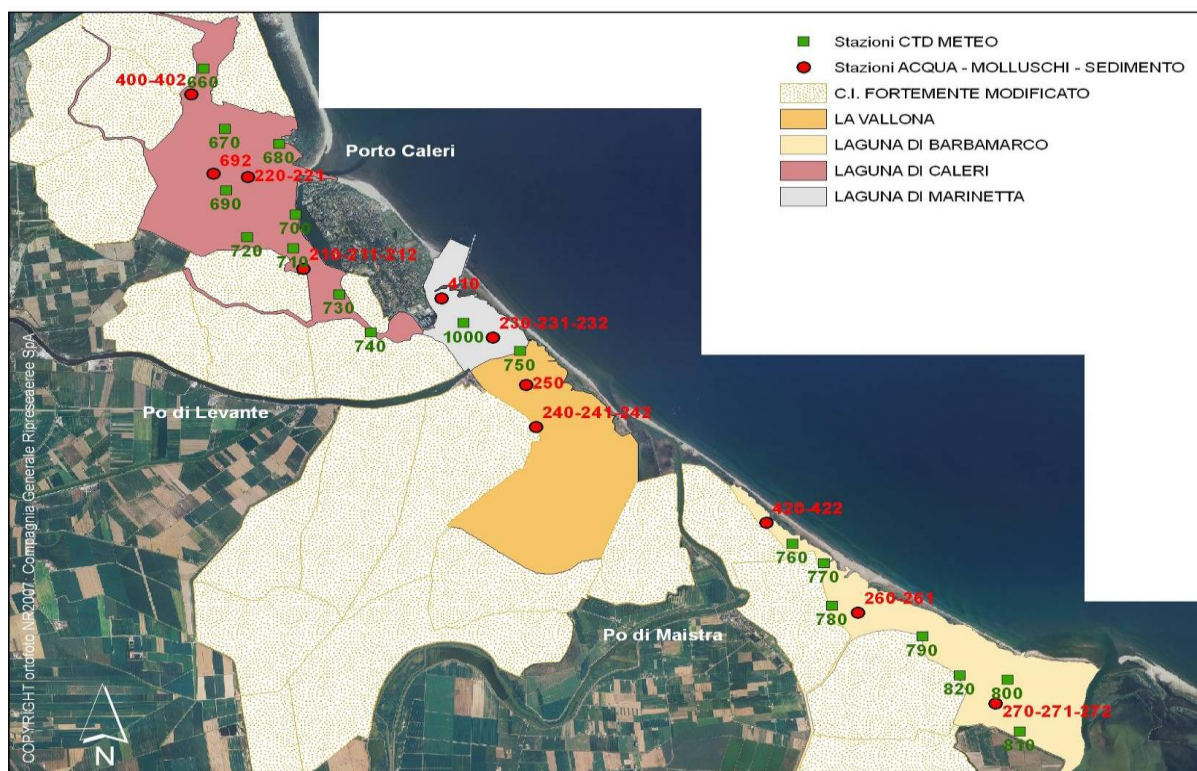 Stazioni CTD METEO
Stazioni ACQUA - MOLLUSCHI - SEDIMENTO
C.I. FORTEMENTE MODIFICATO
LA VALLONA
LAGUNA DI BARBAMARCO
LAGUNA DI CALERI
LAGUNA DI MARINETTA
400-402
660
670
680
Porto Caleri
692
220-221
690
700
720
710
210-211-212
730
410
740
1000
230-231-232
750
250
Po di Levante
240-241-242
420-422
760
770
780
260-261
Po di Maistra
790
820
800
270-271-272
810
N
COPYRIGHT ortofoto NR2007: Compagnia Generale Ripreseaeree SpA